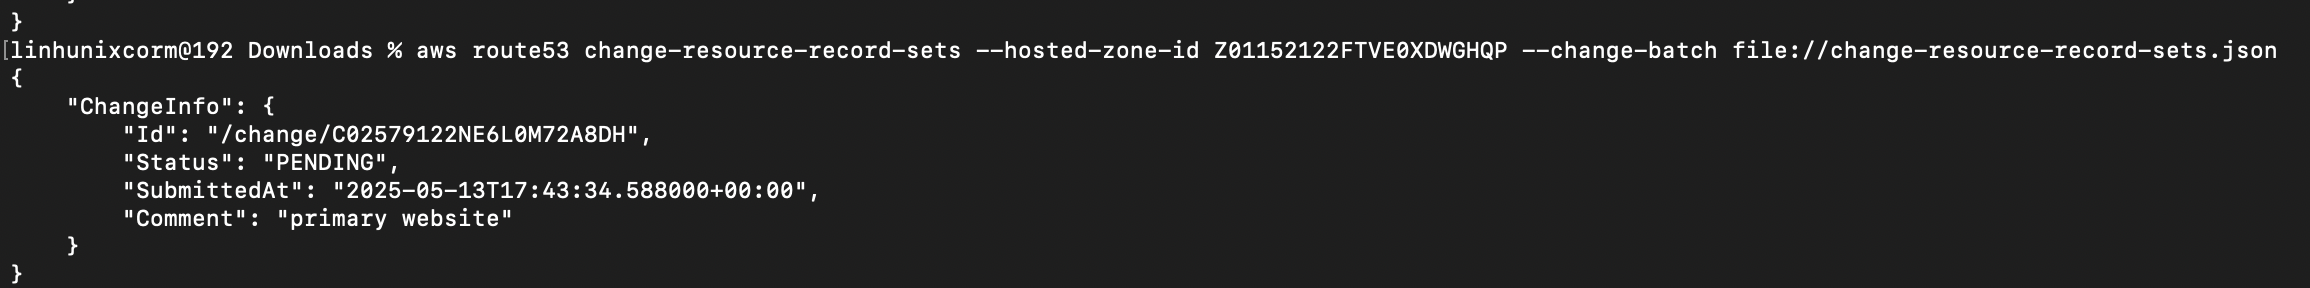 }
[linhunixcorm@192 Downloads % aws route53 change-resource-record-sets --hosted-zone-id Z01152122FTVE0XDWGHQP --change-batch file://change-resource-record-sets.json
{
    "ChangeInfo": {
        "Id": "/change/C02579122NE6L0M72A8DH",
        "Status": "PENDING",
        "SubmittedAt": "2025-05-13T17:43:34.588000+00:00",
        "Comment": "primary website"
    }
}